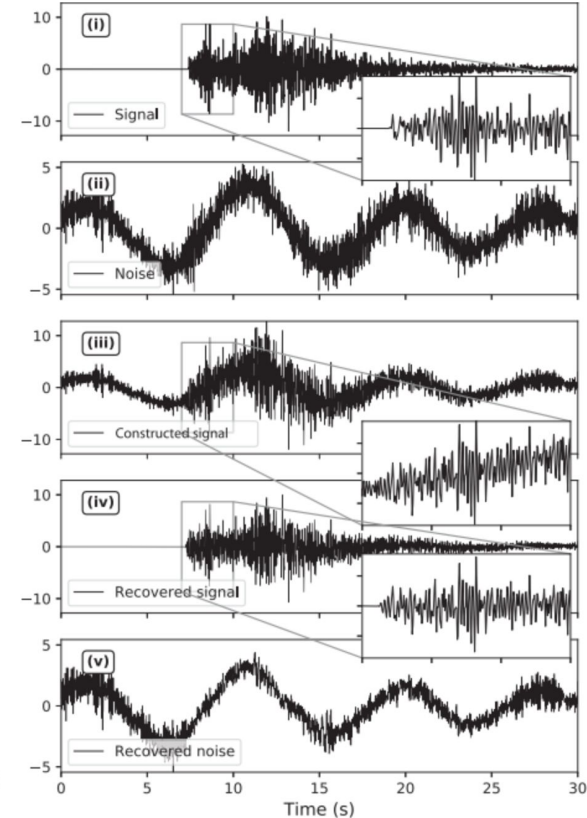 (i)
10
0
−10
Signal
(ii)
5
0
−5
Noise
(iii)
10
0
−10
Constructed signal
(iv)
10
0
−10
Recovered signal
(v)
5
0
−5
Recovered noise
0 5 10 15 20 25 30
Time (s)